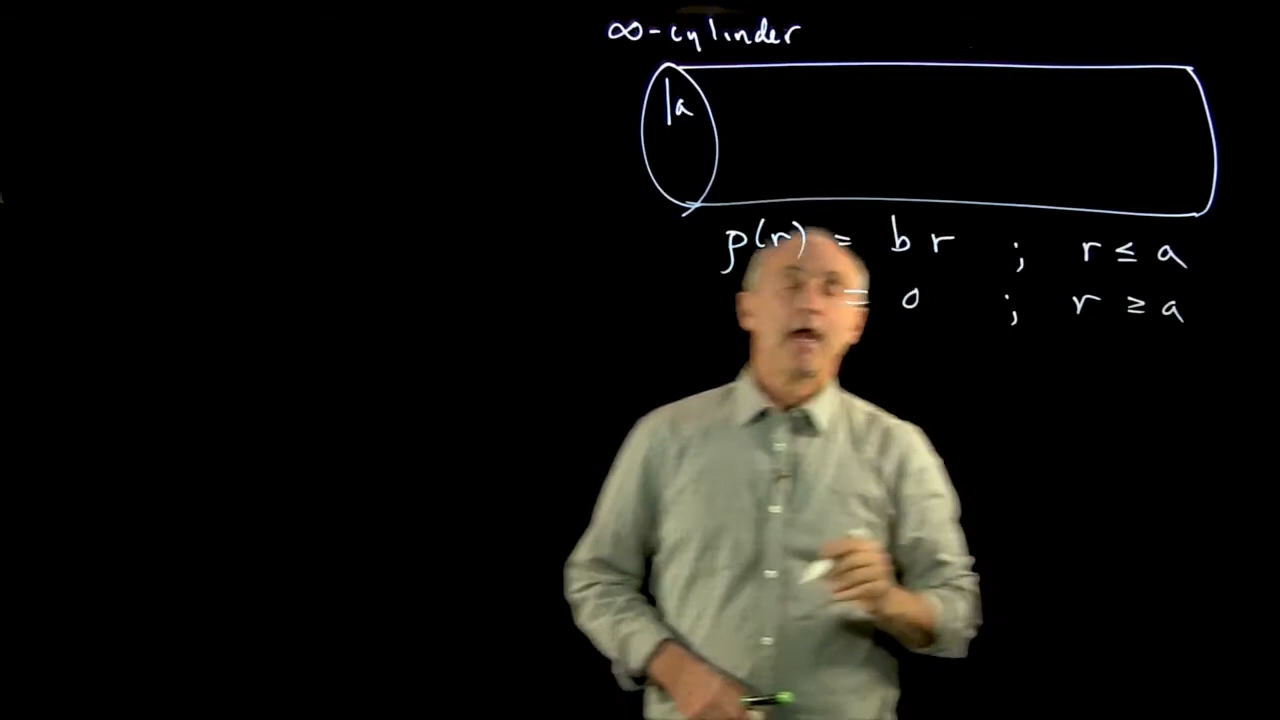 ∞-cylinder
a
ρ(r) = b r ; r ≤ a
= 0 ; r ≥ a